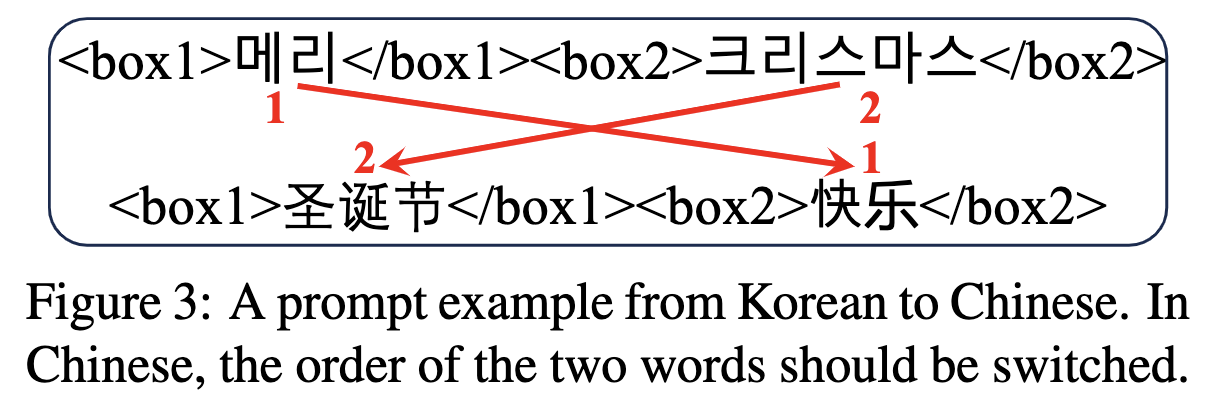 <box1>메리</box1><box2>크리스마스</box2>
1 2
2 1
<box1>圣诞节</box1><box2>快乐</box2>
Figure 3: A prompt example from Korean to Chinese. In
Chinese, the order of the two words should be switched.